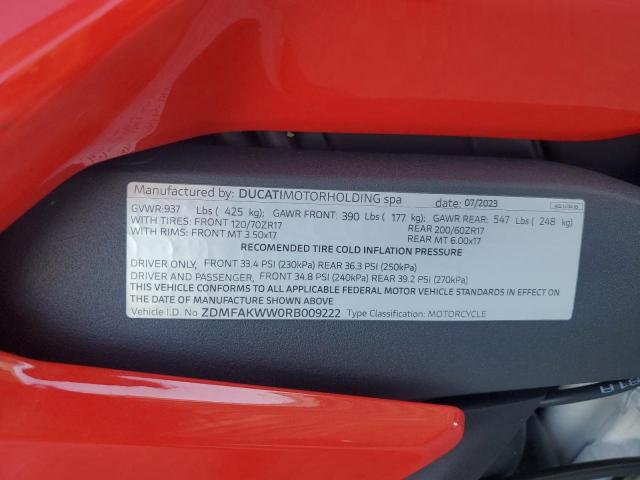 Manufactured by: DUCATIMOTORHOLDING spa date: 07/2023
GVWR:937 Lbs ( 425 kg); GAWR FRONT: 390 Lbs ( 177 kg); GAWR REAR: 547 Lbs ( 248 kg)
WITH TIRES: FRONT 120/70ZR17 REAR 200/60ZR17
WITH RIMS: FRONT MT 3.50x17 REAR MT 6.00x17
RECOMENDED TIRE COLD INFLATION PRESSURE
DRIVER ONLY, FRONT 33.4 PSI (230kPa) REAR 36.3 PSI (250kPa)
DRIVER AND PASSENGER, FRONT 34.8 PSI (240kPa) REAR 39.2 PSI (270kPa)
THIS VEHICLE CONFORMS TO ALL APPLICABLE FEDERAL MOTOR VEHICLE STANDARDS IN EFFECT ON
THE DATE OF MANUFACTURE SHOWN ABOVE
Vehicle I.D. No ZDMFAKWW0RB009222 Type Classification: MOTORCYCLE